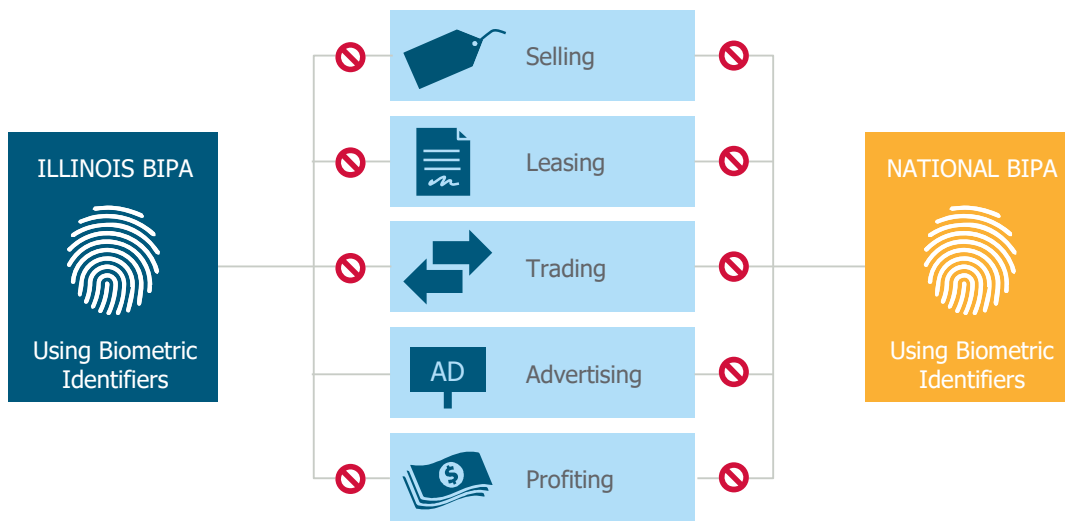 ILLINOIS BIPA
Using Biometric
Identifiers
Selling
Leasing
Trading
AD
Advertising
$
Profiting
NATIONAL BIPA
Using Biometric
Identifiers